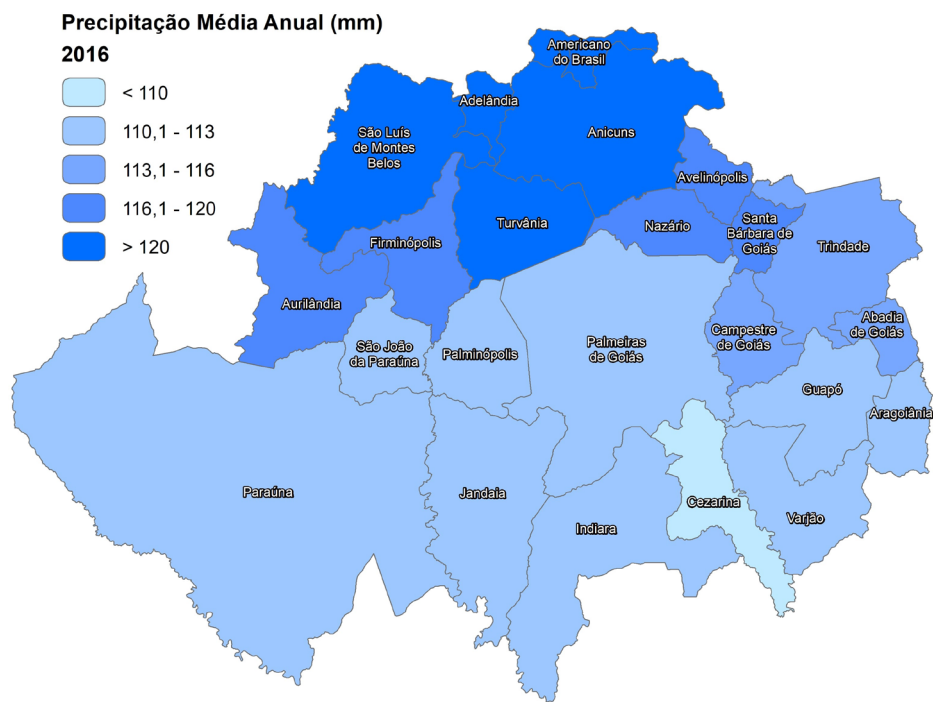 Precipitação Média Anual (mm)
2016
< 110
110,1 - 113
113,1 - 116
116,1 - 120
> 120
Americano
do Brasil
Adelândia
São Luís
de Montes
Belos
Anicuns
Avelinópolis
Turvânia
Nazário
Santa
Bárbara de
Goiás
Trindade
Firminópolis
Aurilândia
São João
da Paraúna
Palminópolis
Palmeiras
de Goiás
Campestre
de Goiás
Abadia
de Goiás
Guapó
Aragoiânia
Paraúna
Jandaia
Indiara
Cezarina
Varjão